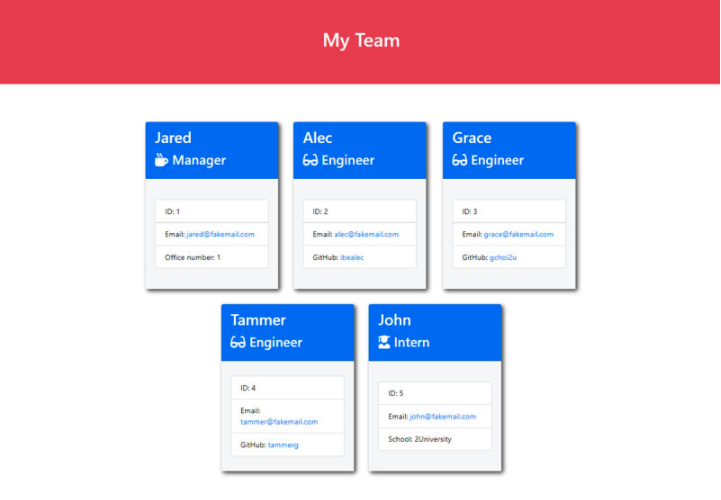 My Team
Jared
Manager
ID: 1
Email: jared@fakemail.com
Office number: 1
Alec
Engineer
ID: 2
Email: alec@fakemail.com
GitHub: ibealec
Grace
Engineer
ID: 3
Email: grace@fakemail.com
GitHub: gchoi2u
Tammer
Engineer
ID: 4
Email:
tammer@fakemail.com
GitHub: tammerg
John
Intern
ID: 5
Email: john@fakemail.com
School: 2University